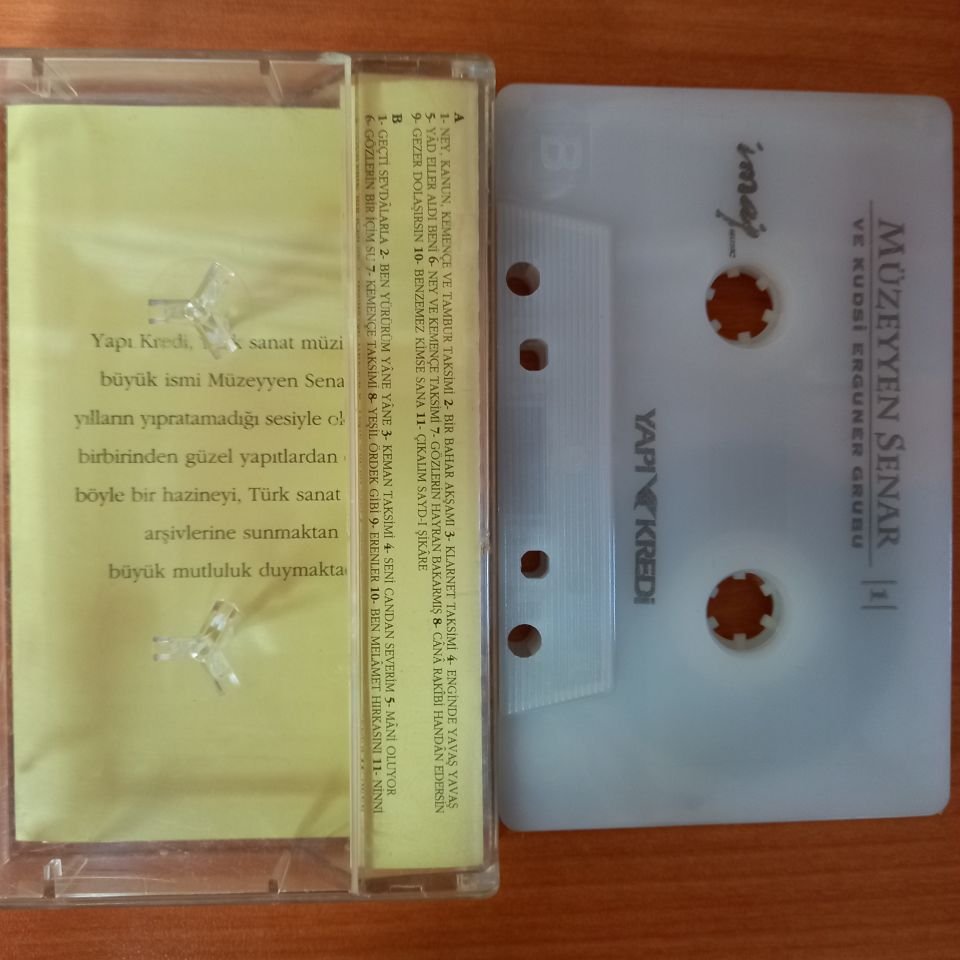 Yapı Kredi, sanat müzi
büyük ismi Müzeyyen Sena
yılların yıpratamadığı sesiyle ok
birbirinden güzel yapıtlardan
böyle bir hazineyi, Türk sanat
arşivlerine sunmaktan
büyük mutluluk duymakta
A
1- NEY, KANUN, KEMENÇE VE TAMBUR TAKSİMİ 2- BİR BAHAR AKŞAMI 3- KLARNET TAKSİMİ 4- ENGİNDE YAVAŞ YAVAŞ
5- YÂD ELLER ALDI BENİ 6- NEY VE KEMENÇE TAKSİMİ 7- GÖZLERİN HAYRAN BAKARMIŞ 8- CÂNÂ RAKÎBİ HANDÂN EDERSİN
9- GEZER DOLAŞIRSIN 10- BENZEMEZ KİMSE SANA 11- ÇIKALIM SAYD-I ŞİKÂRE
B
1- GEÇTİ SEVDÂLARLA 2- BEN YÜRÜRÜM YÂNE YÂNE 3- KEMAN TAKSİMİ 4- SENİ CANDAN SEVERİM 5- MÂNİ OLUYOR
6- GÖZLERİN BİR İÇİM SU 7- KEMENÇE TAKSİMİ 8- YEŞİL ÖRDEK GİBİ 9- ERENLER 10- BEN MELÂMET HIRKASINI 11- NİNNİ
MÜZEYYEN SENAR 1
VE KUDSİ ERGUNER GRUBU
imaj
B
YAPI KREDİ